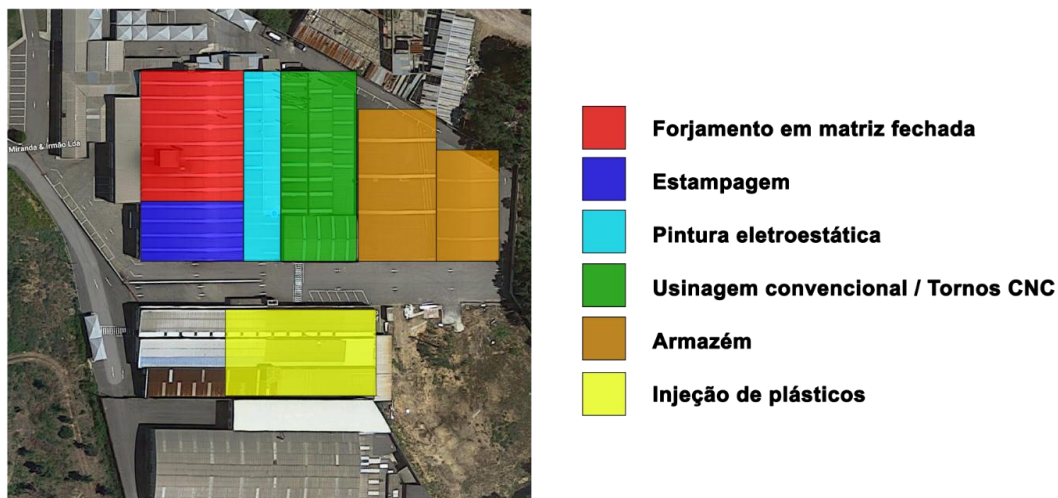 Miranda & Irmão Lda
Forjamento em matriz fechada
Estampagem
Pintura eletroestática
Usinagem convencional / Tornos CNC
Armazém
Injeção de plásticos